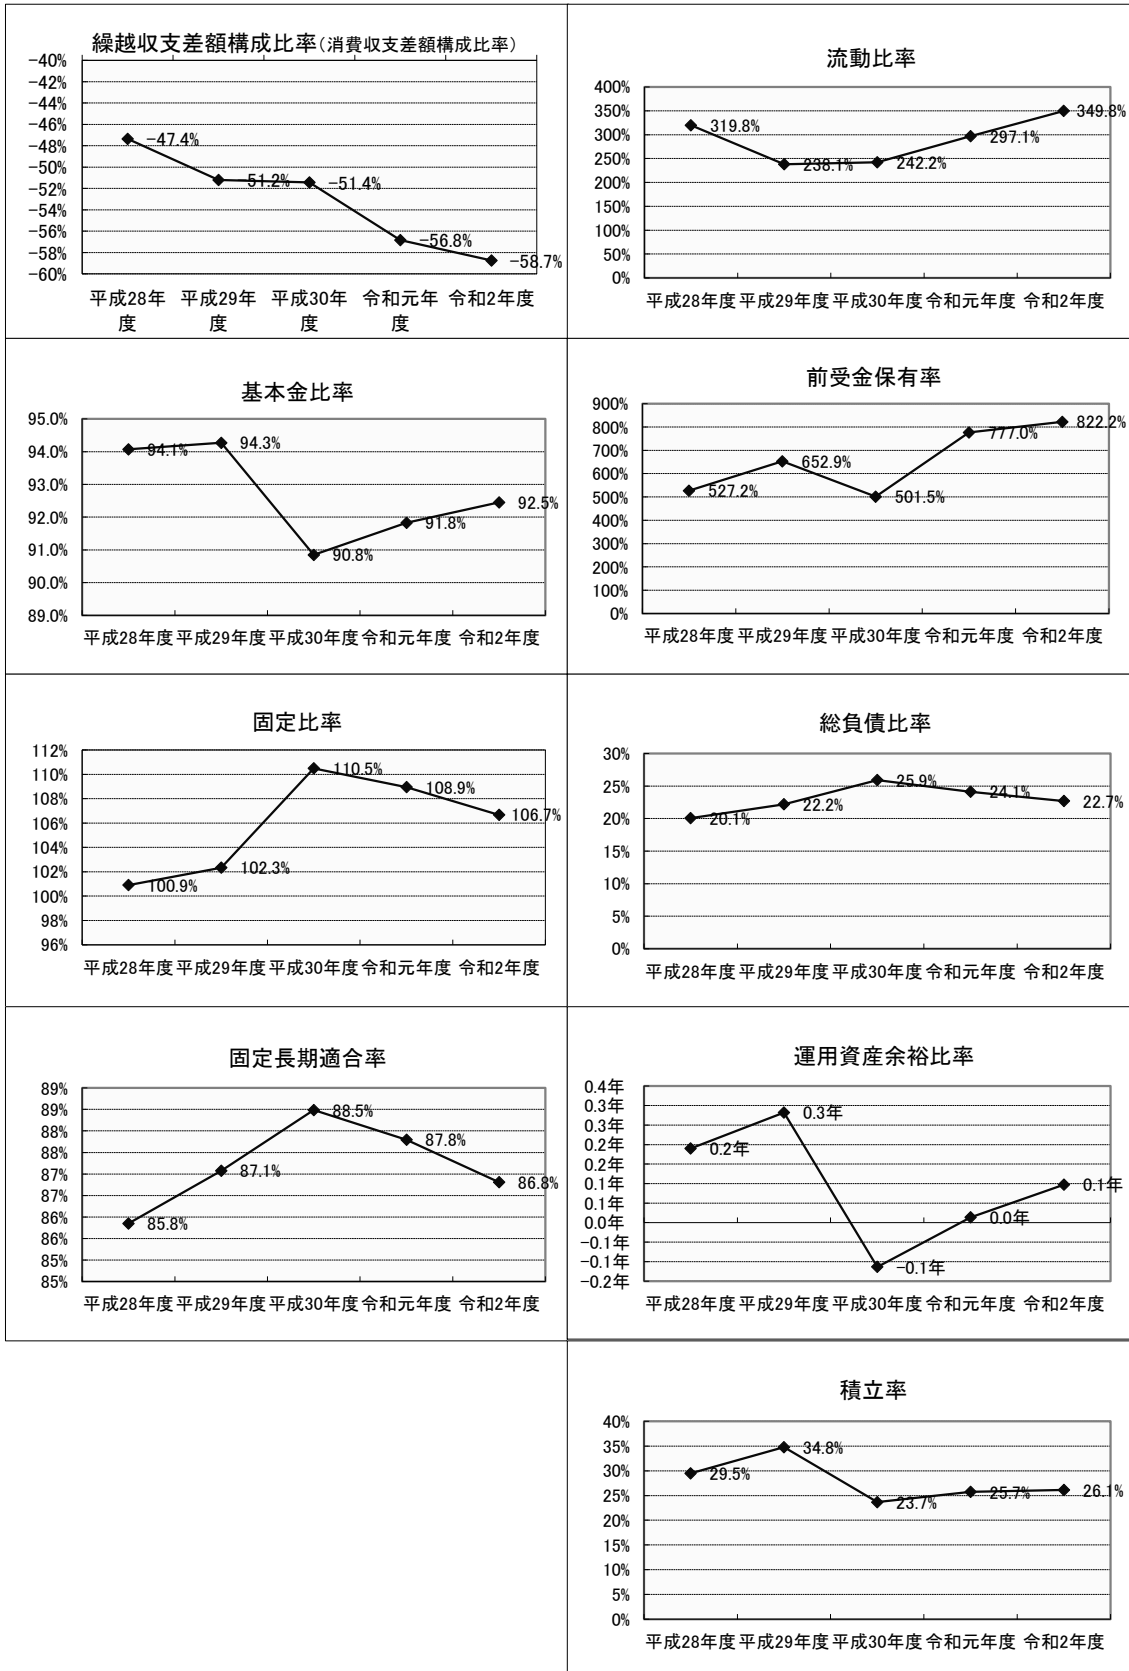 繰越収支差額構成比率(消費収支差額構成比率)
-40%
-42%
-44%
-46%
-48%
-50%
-52%
-54%
-56%
-58%
-60%
-47.4%
-51.2%
-51.4%
-56.8%
-58.7%
平成28年度
平成29年度
平成30年度
令和元年度
令和2年度
流動比率
400%
350%
300%
250%
200%
150%
100%
50%
0%
319.8%
238.1%
242.2%
297.1%
349.8%
平成28年度 平成29年度 平成30年度 令和元年度 令和2年度
基本金比率
95.0%
94.0%
93.0%
92.0%
91.0%
90.0%
89.0%
94.1%
94.3%
90.8%
91.8%
92.5%
平成28年度 平成29年度 平成30年度 令和元年度 令和2年度
前受金保有率
900%
800%
700%
600%
500%
400%
300%
200%
100%
0%
527.2%
652.9%
501.5%
777.0%
822.2%
平成28年度 平成29年度 平成30年度 令和元年度 令和2年度
固定比率
112%
110%
108%
106%
104%
102%
100%
98%
96%
100.9%
102.3%
110.5%
108.9%
106.7%
平成28年度 平成29年度 平成30年度 令和元年度 令和2年度
総負債比率
30%
25%
20%
15%
10%
5%
0%
20.1%
22.2%
25.9%
24.1%
22.7%
平成28年度 平成29年度 平成30年度 令和元年度 令和2年度
固定長期適合率
89%
89%
88%
88%
87%
87%
86%
86%
85%
85%
85.8%
87.1%
88.5%
87.8%
86.8%
平成28年度 平成29年度 平成30年度 令和元年度 令和2年度
運用資産余裕比率
0.4年
0.3年
0.3年
0.2年
0.2年
0.1年
0.1年
0.0年
-0.1年
-0.1年
-0.2年
0.2年
0.3年
-0.1年
0.0年
0.1年
平成28年度 平成29年度 平成30年度 令和元年度 令和2年度
積立率
40%
35%
30%
25%
20%
15%
10%
5%
0%
29.5%
34.8%
23.7%
25.7%
26.1%
平成28年度 平成29年度 平成30年度 令和元年度 令和2年度